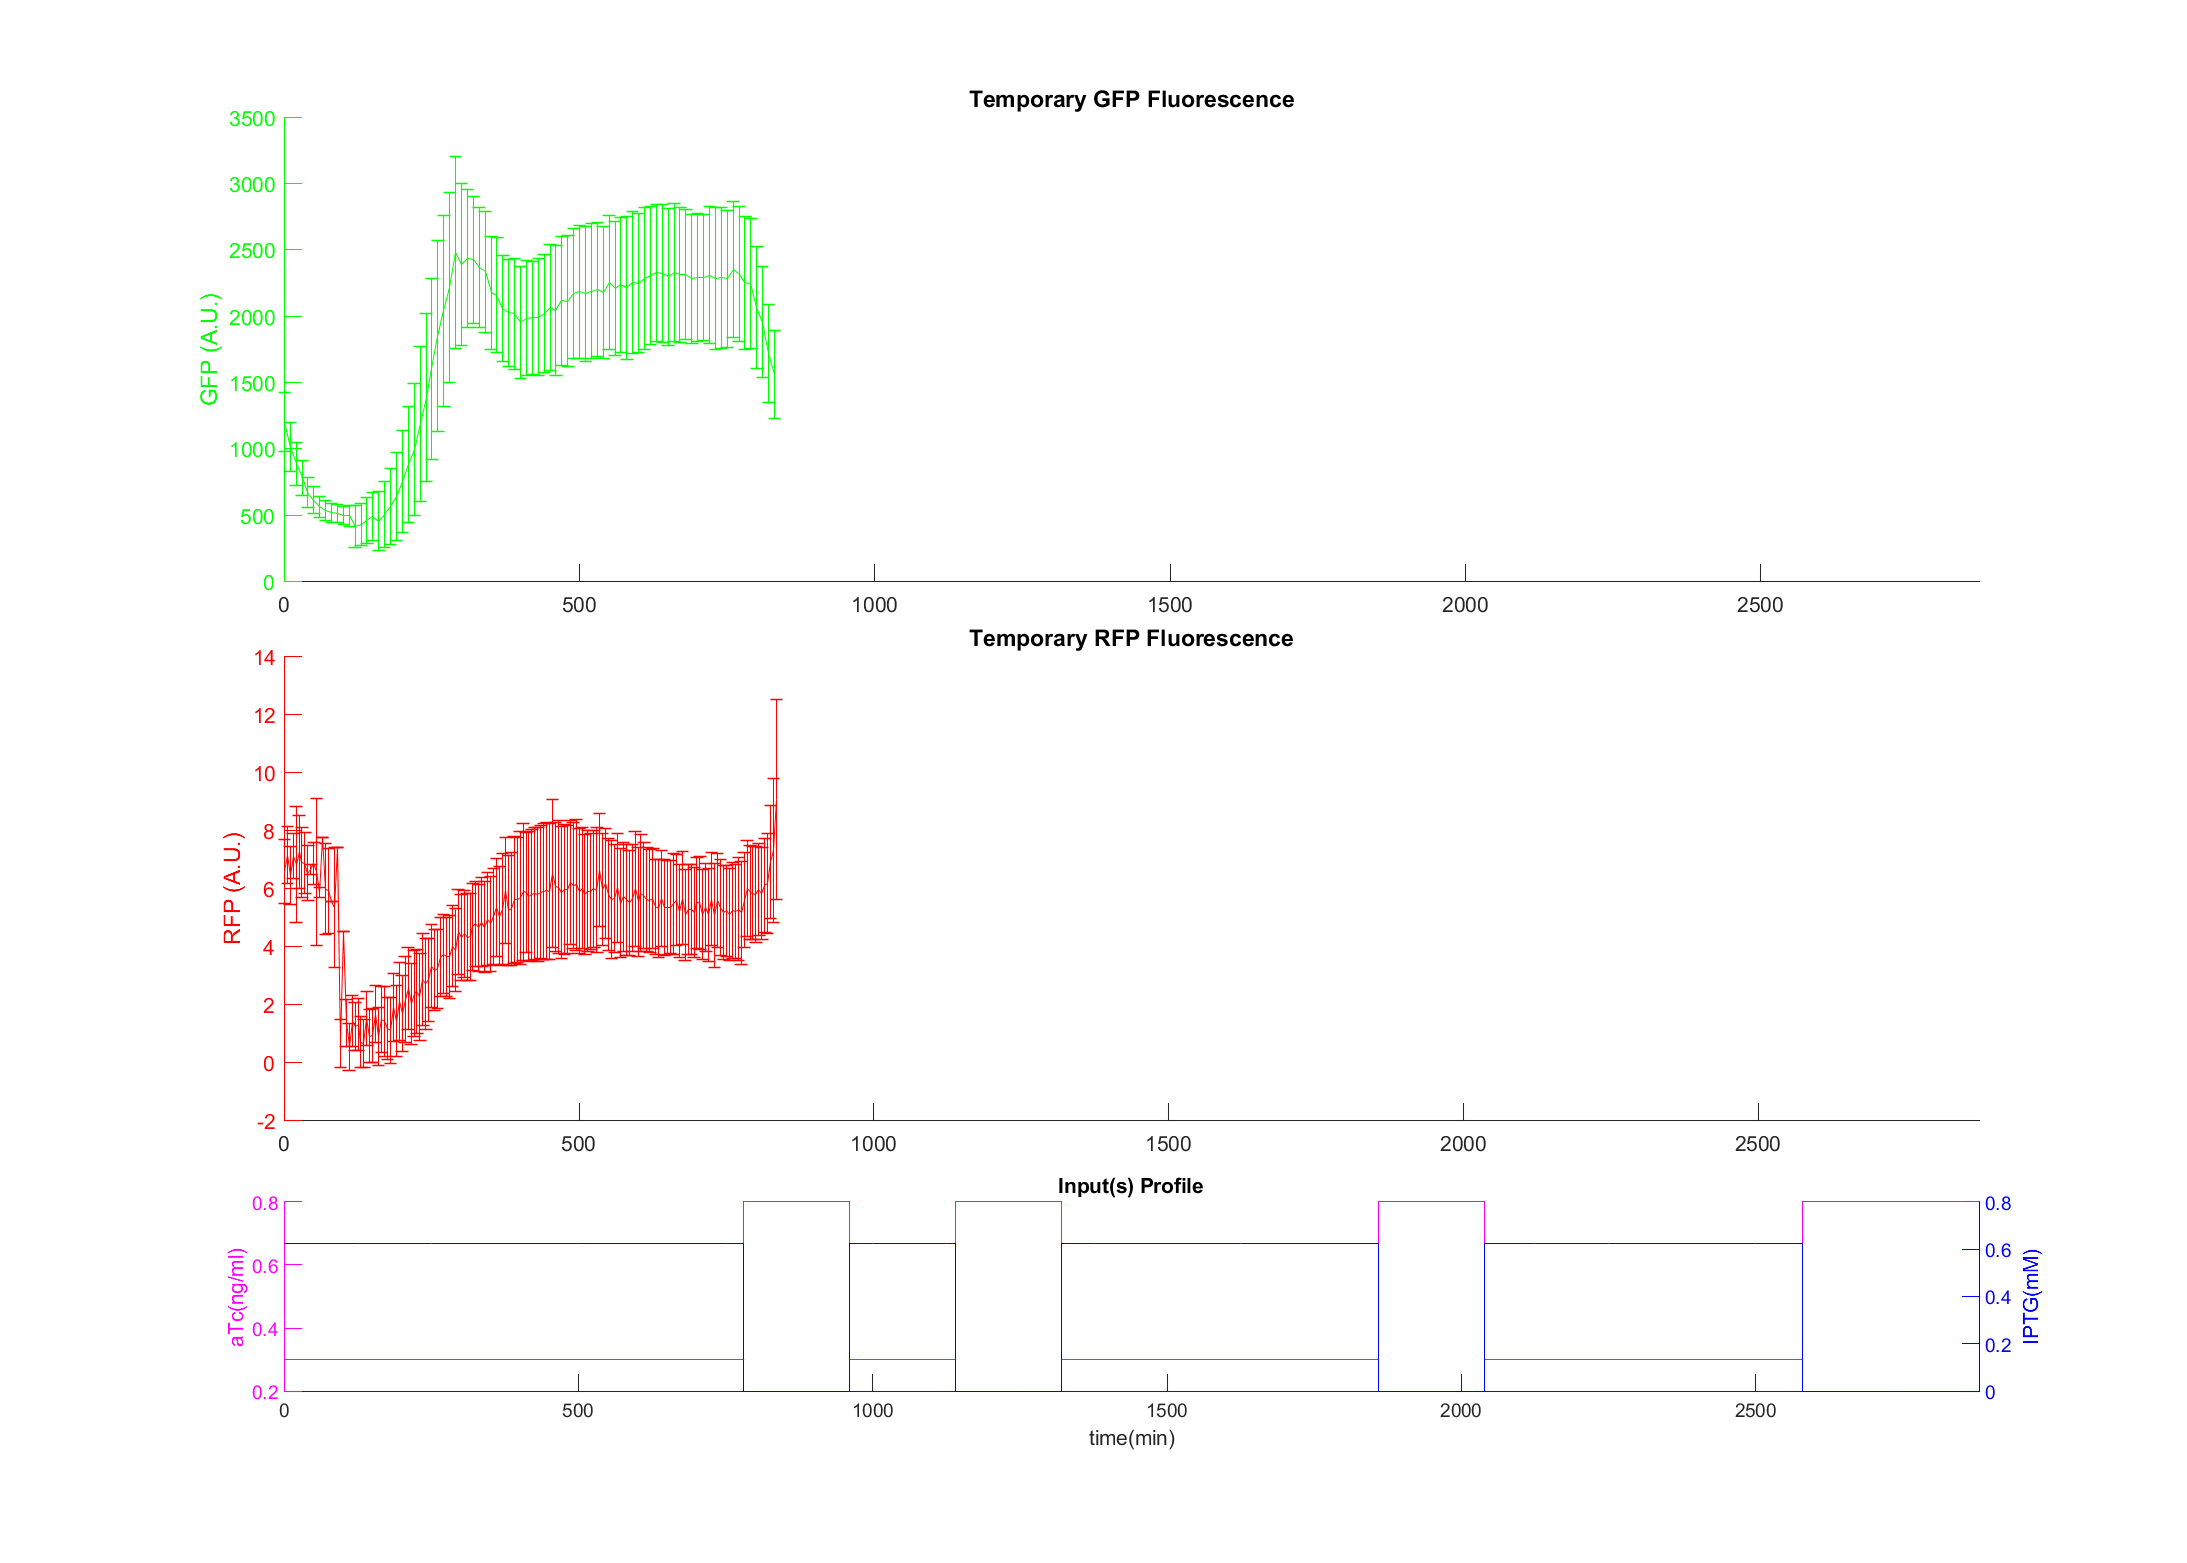 Temporary GFP Fluorescence
3500
3000
2500
2000
1500
1000
500
0
GFP (A.U.)
0 500 1000 1500 2000 2500
Temporary RFP Fluorescence
14
12
10
8
6
4
2
0
-2
RFP (A.U.)
0 500 1000 1500 2000 2500
Input(s) Profile
0.8
0.6
0.4
0.2
aTc(ng/ml)
0.8
0.6
0.4
0.2
0
IPTG(mM)
0 500 1000 1500 2000 2500
time(min)